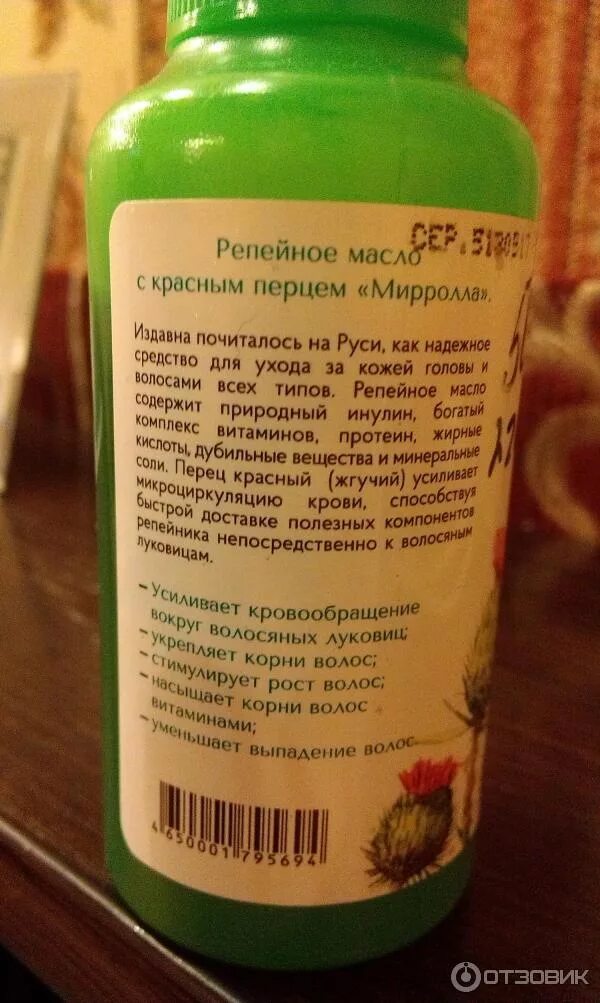 СЕР. 513051
Репейное масло
с красным перцем «Мирролла».
Издавна почиталось на Руси, как надежное
средство для ухода за кожей головы и
волосами всех типов. Репейное масло
содержит природный инулин, богатый
комплекс витаминов, протеин, жирные
кислоты, дубильные вещества и минеральные
соли. Перец красный (жгучий) усиливает
микроциркуляцию крови, способствуя
быстрой доставке полезных компонентов
репейника непосредственно к волосяным
луковицам.
– Усиливает кровообращение
вокруг волосяных луковиц;
– укрепляет корни волос;
– стимулирует рост волос;
– насыщает корни волос
витаминами;
– уменьшает выпадение волос
4 650001 795694
ОТЗОВИК